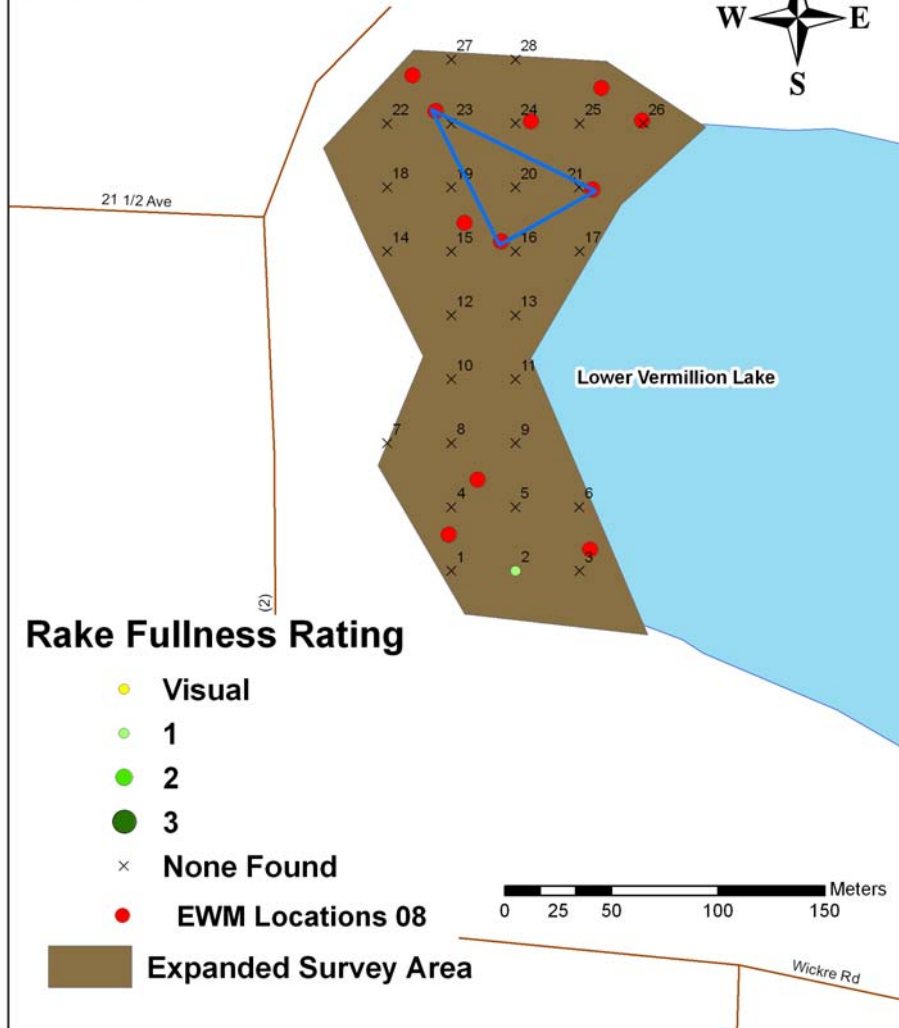 W E
S
27 28
22 23 24 25 26
18 19 20 21
21 1/2 Ave
14 15 16 17
12 13
10 11
Lower Vermillion Lake
7 8 9
4 5 6
1 2 3
(2)
Rake Fullness Rating
Visual
1
2
3
None Found
EWM Locations 08
Expanded Survey Area
Meters
0 25 50 100 150
Wickre Rd